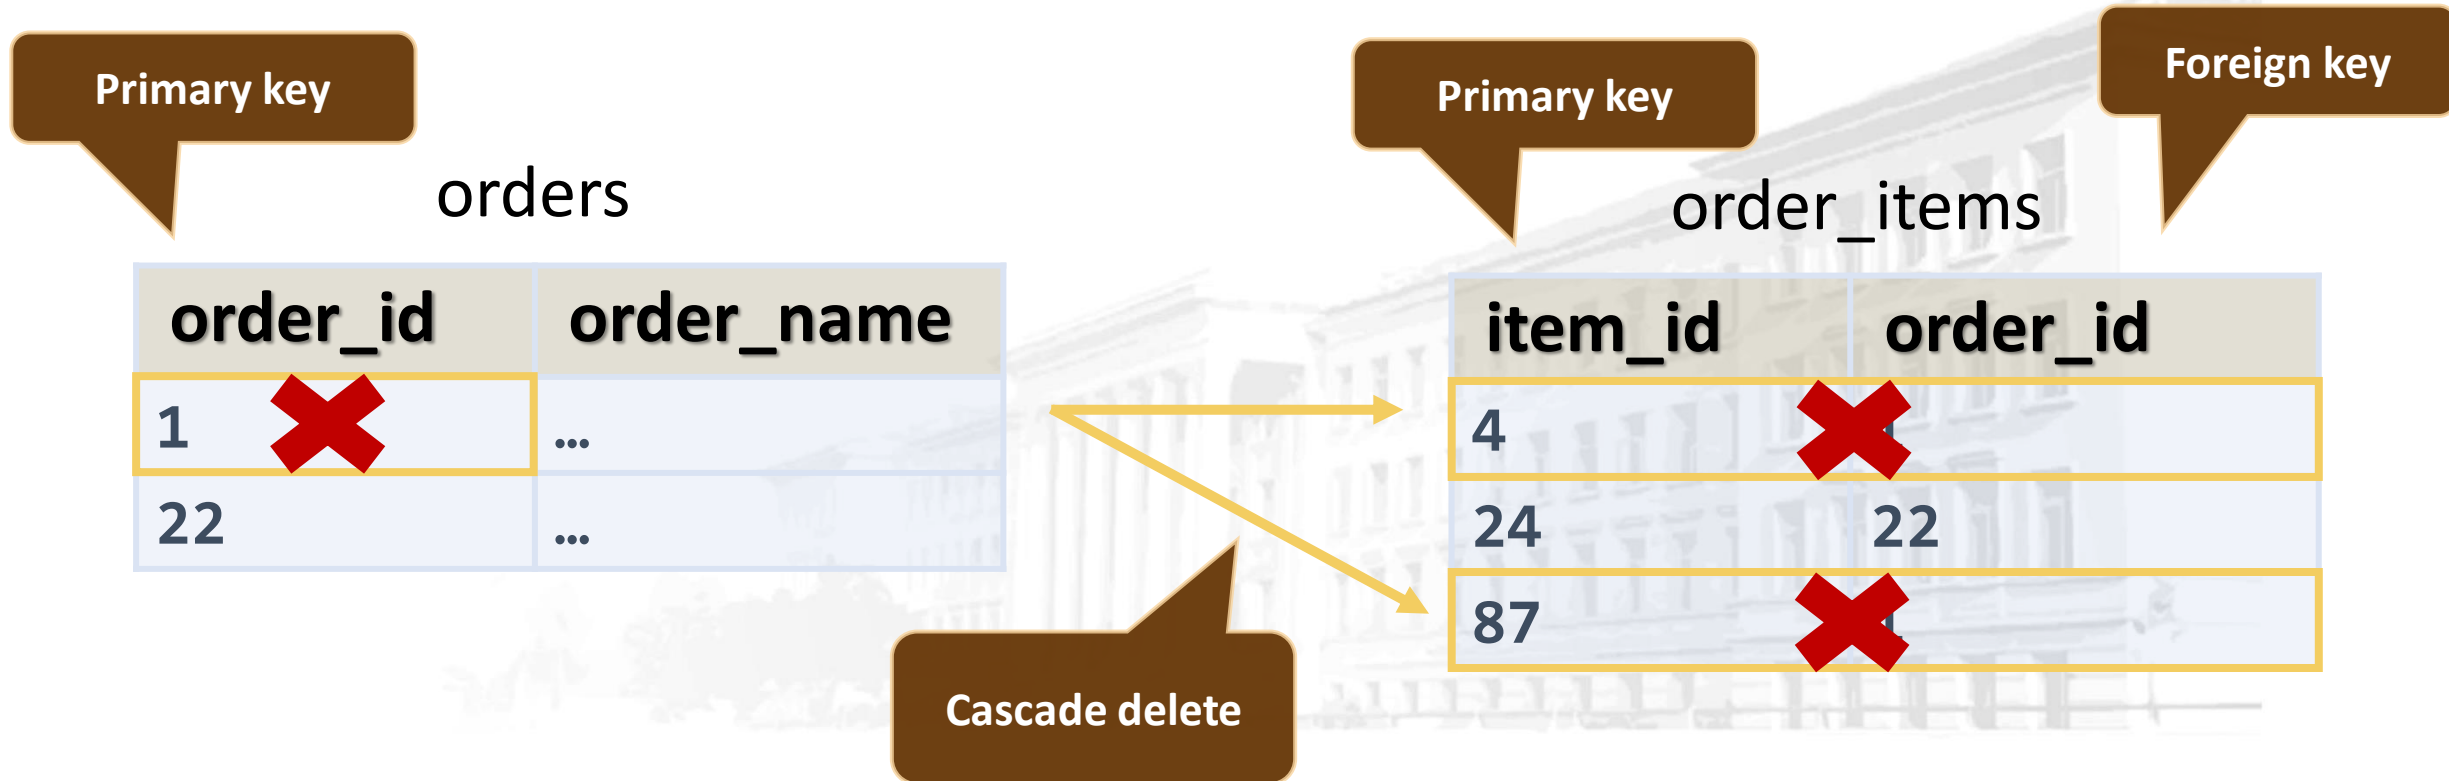 Primary key
Primary key
Foreign key
orders
order_items
order_id order_name
1 …
22 …
item_id order_id
4
24 22
87
Cascade delete